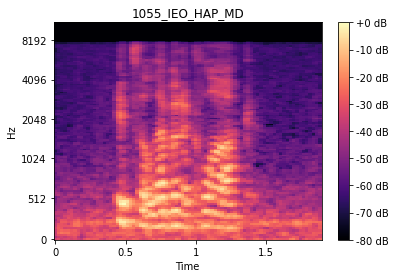 1055_IEO_HAP_MD
+0 dB
8192
-10 dB
4096
-20 dB
-30 dB
2048
Hz
-40 dB
1024
-50 dB
512
-60 dB
-70 dB
0
-80 dB
0 0.5 1 1.5
Time